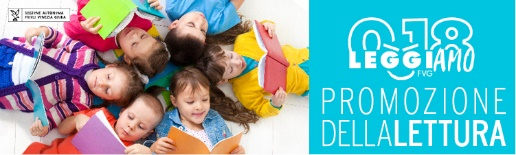 REGIONE AUTONOMA
FRIULI VENEZIA GIULIA
0-18
LEGGIAMO
FVG
PROMOZIONE
DELLALETTURA